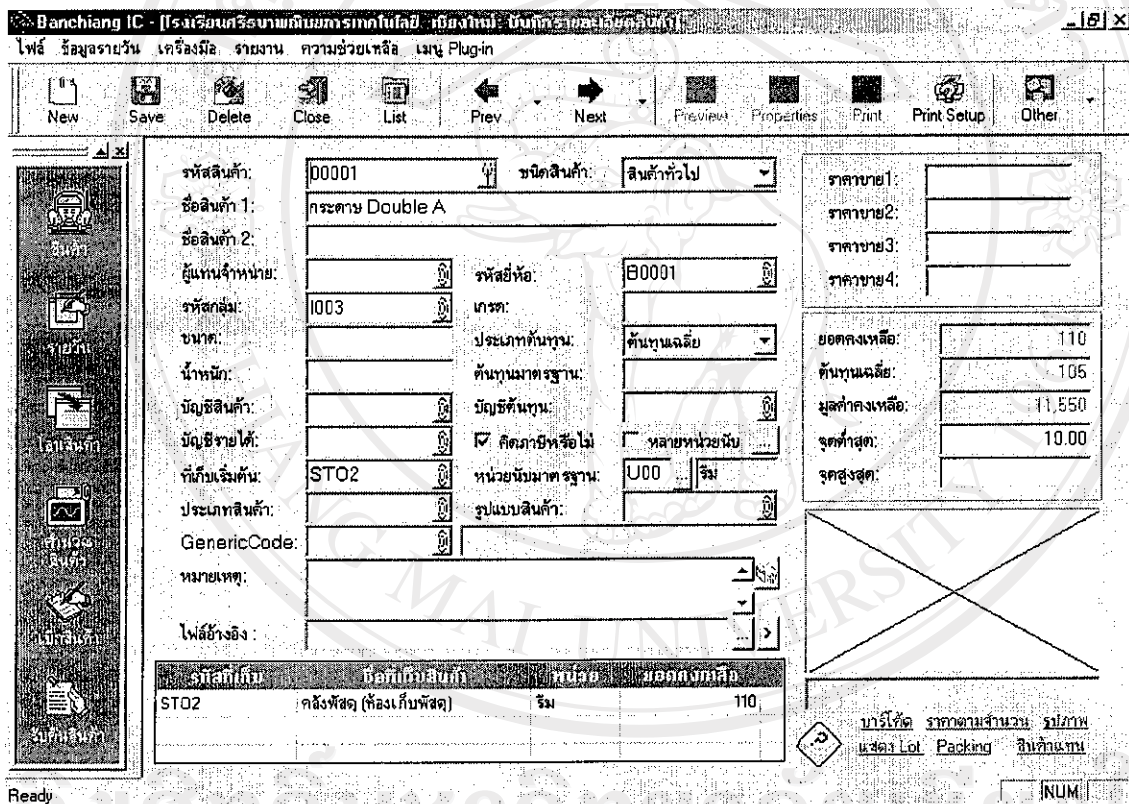 Banchiang IC - [โรงเรียนศรีธนาพณิชยการเทคโนโลยี เชียงใหม่: บันทึกรายละเอียดสินค้า]
ไฟล์ ข้อมูลรายวัน เครื่องมือ รายงาน ความช่วยเหลือ เมนู Plug-in
New Save Delete Close List Prev Next Preview Properties Print Print Setup Other
รหัสสินค้า: 00001 ชนิดสินค้า: สินค้าทั่วไป
ชื่อสินค้า 1: กระดาษ Double A
ชื่อสินค้า 2:
ผู้แทนจำหน่าย: รหัสยี่ห้อ: B0001
รหัสกลุ่ม: I003 เกรด:
ขนาด: ประเภทต้นทุน: ต้นทุนเฉลี่ย
น้ำหนัก: ต้นทุนมาตรฐาน:
บัญชีสินค้า: บัญชีต้นทุน:
บัญชีรายได้: คิดภาษีหรือไม่ หลายหน่วยนับ ...
ที่เก็บเริ่มต้น: STO2 หน่วยนับมาตรฐาน: U00 ... ริม
ประเภทสินค้า: รูปแบบสินค้า:
GenericCode:
หมายเหตุ:
ไฟล์อ้างอิง : ... >
ราคาขาย1:
ราคาขาย2:
ราคาขาย3:
ราคาขาย4:
ยอดคงเหลือ: 110
ต้นทุนเฉลี่ย: 105
มูลค่าคงเหลือ: 11,550
จุดต่ำสุด: 10.00
จุดสูงสุด:
สินค้า
รายวัน
รหัสที่เก็บ ชื่อที่เก็บสินค้า หน่วย ยอดคงเหลือ
STO2 คลังพัสดุ (ห้องเก็บพัสดุ) ริม 110
บาร์โค้ด ราคาตามจำนวน รูปภาพ
แสดง Lot Packing สินค้าแทน
Ready NUM